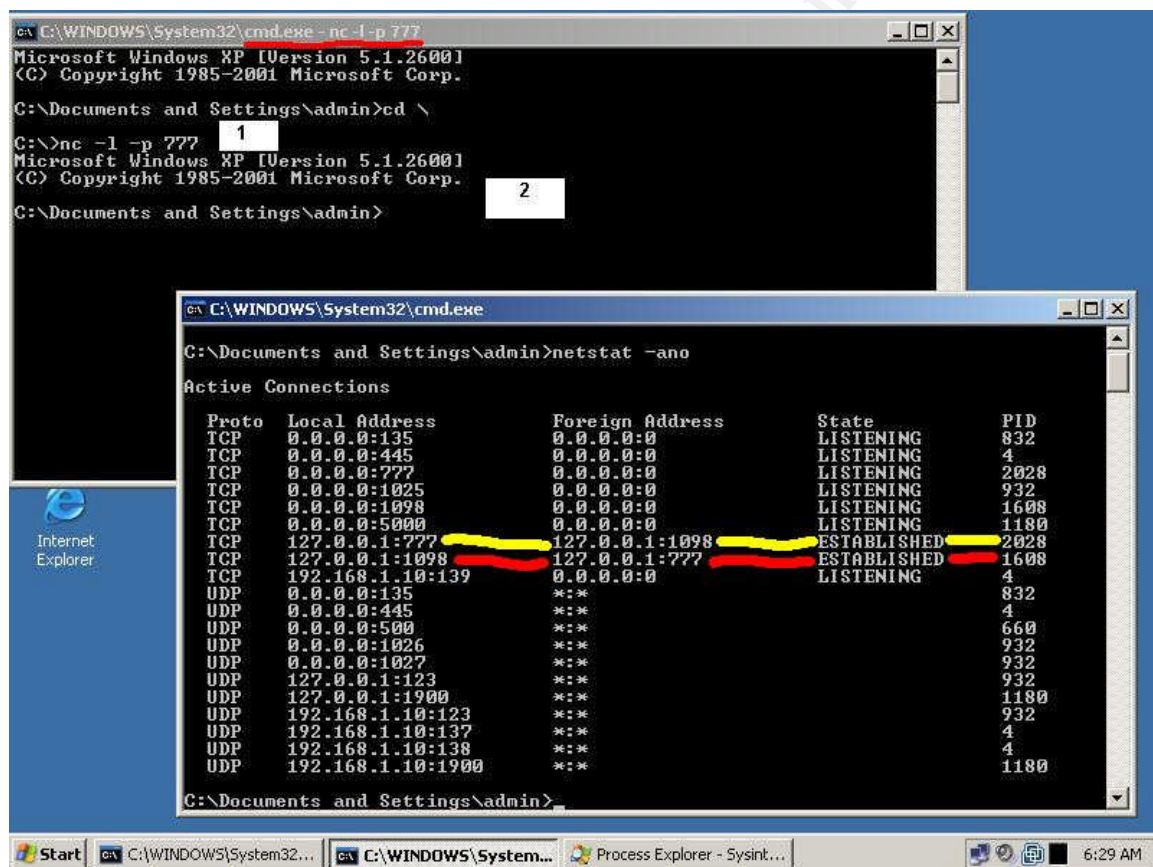 C:\WINDOWS\System32\cmd.exe - nc -l -p 777
Microsoft Windows XP [Version 5.1.2600]
(C) Copyright 1985-2001 Microsoft Corp.
C:\Documents and Settings\admin>cd \
C:\>nc -l -p 777
1
Microsoft Windows XP [Version 5.1.2600]
(C) Copyright 1985-2001 Microsoft Corp.
2
C:\Documents and Settings\admin>
C:\WINDOWS\System32\cmd.exe
C:\Documents and Settings\admin>netstat -ano
Active Connections
Proto Local Address Foreign Address State PID
TCP 0.0.0.0:135 0.0.0.0:0 LISTENING 832
TCP 0.0.0.0:445 0.0.0.0:0 LISTENING 4
TCP 0.0.0.0:777 0.0.0.0:0 LISTENING 2028
TCP 0.0.0.0:1025 0.0.0.0:0 LISTENING 932
TCP 0.0.0.0:1098 0.0.0.0:0 LISTENING 1608
TCP 0.0.0.0:5000 0.0.0.0:0 LISTENING 1180
TCP 127.0.0.1:777 127.0.0.1:1098 ESTABLISHED 2028
TCP 127.0.0.1:1098 127.0.0.1:777 ESTABLISHED 1608
TCP 192.168.1.10:139 0.0.0.0:0 LISTENING 4
UDP 0.0.0.0:135 *:* 832
UDP 0.0.0.0:445 *:* 4
UDP 0.0.0.0:500 *:* 660
UDP 0.0.0.0:1026 *:* 932
UDP 0.0.0.0:1027 *:* 932
UDP 127.0.0.1:123 *:* 932
UDP 127.0.0.1:1900 *:* 1180
UDP 192.168.1.10:123 *:* 932
UDP 192.168.1.10:137 *:* 4
UDP 192.168.1.10:138 *:* 4
UDP 192.168.1.10:1900 *:* 1180
C:\Documents and Settings\admin>_
Internet
Explorer
Start C:\WINDOWS\System32... C:\WINDOWS\System... Process Explorer - Sysint... 6:29 AM